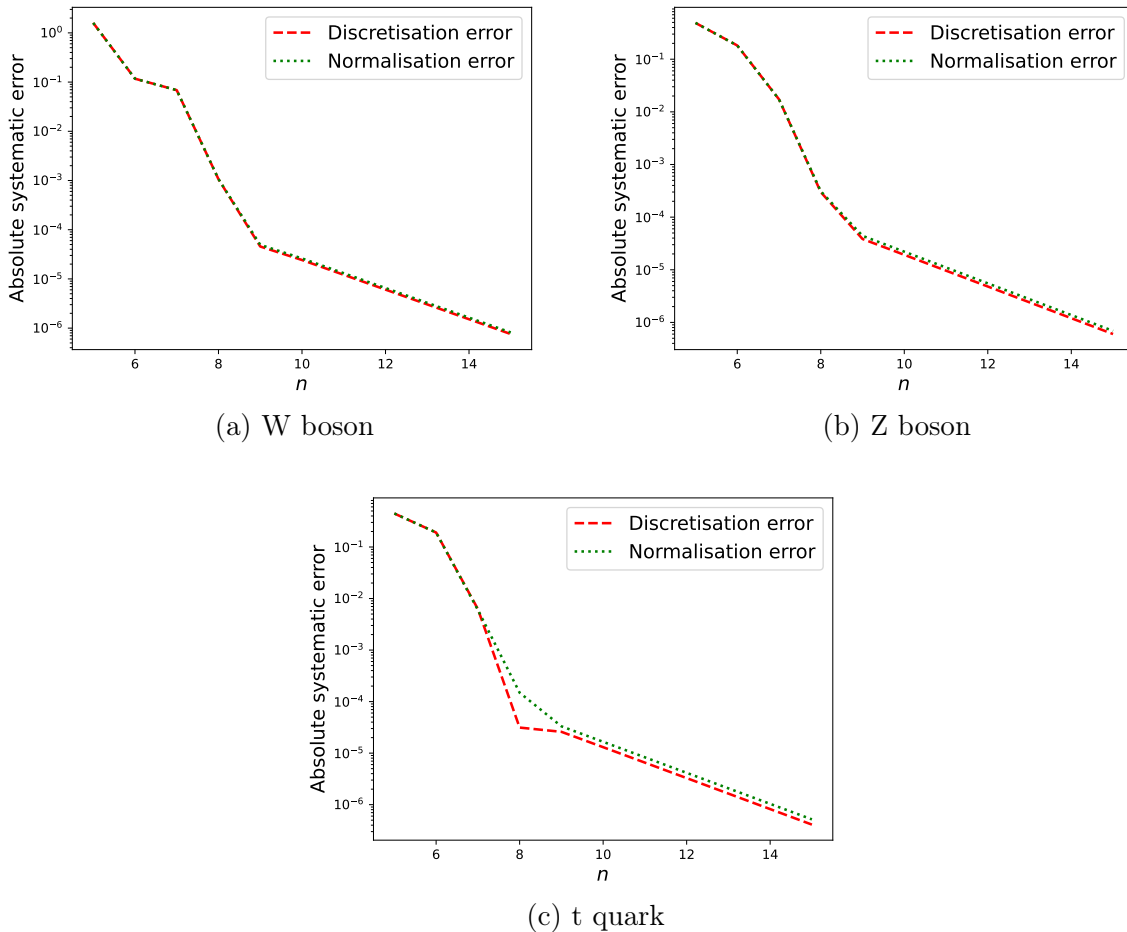 Discretisation error
Normalisation error
Absolute systematic error
10^0
10^-1
10^-2
10^-3
10^-4
10^-5
10^-6
6 8 10 12 14
n
(a) W boson
Discretisation error
Normalisation error
Absolute systematic error
10^-1
10^-2
10^-3
10^-4
10^-5
10^-6
6 8 10 12 14
n
(b) Z boson
Discretisation error
Normalisation error
Absolute systematic error
10^-1
10^-2
10^-3
10^-4
10^-5
10^-6
6 8 10 12 14
n
(c) t quark